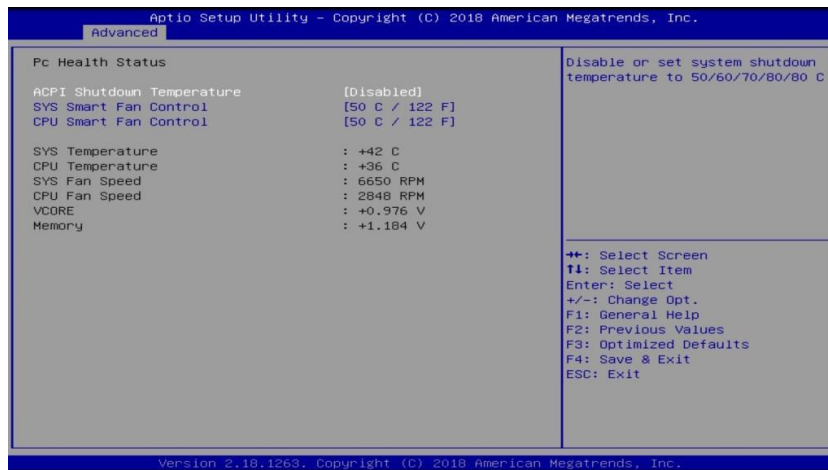 Aptio Setup Utility – Copyright (C) 2018 American Megatrends, Inc.
Advanced
Pc Health Status
ACPI Shutdown Temperature [Disabled]
SYS Smart Fan Control [50 C / 122 F]
CPU Smart Fan Control [50 C / 122 F]
SYS Temperature : +42 C
CPU Temperature : +36 C
SYS Fan Speed : 6650 RPM
CPU Fan Speed : 2848 RPM
VCORE : +0.976 V
Memory : +1.184 V
Disable or set system shutdown
temperature to 50/60/70/80/80 C
→←: Select Screen
↑↓: Select Item
Enter: Select
+/-: Change Opt.
F1: General Help
F2: Previous Values
F3: Optimized Defaults
F4: Save & Exit
ESC: Exit
Version 2.18.1263. Copyright (C) 2018 American Megatrends, Inc.